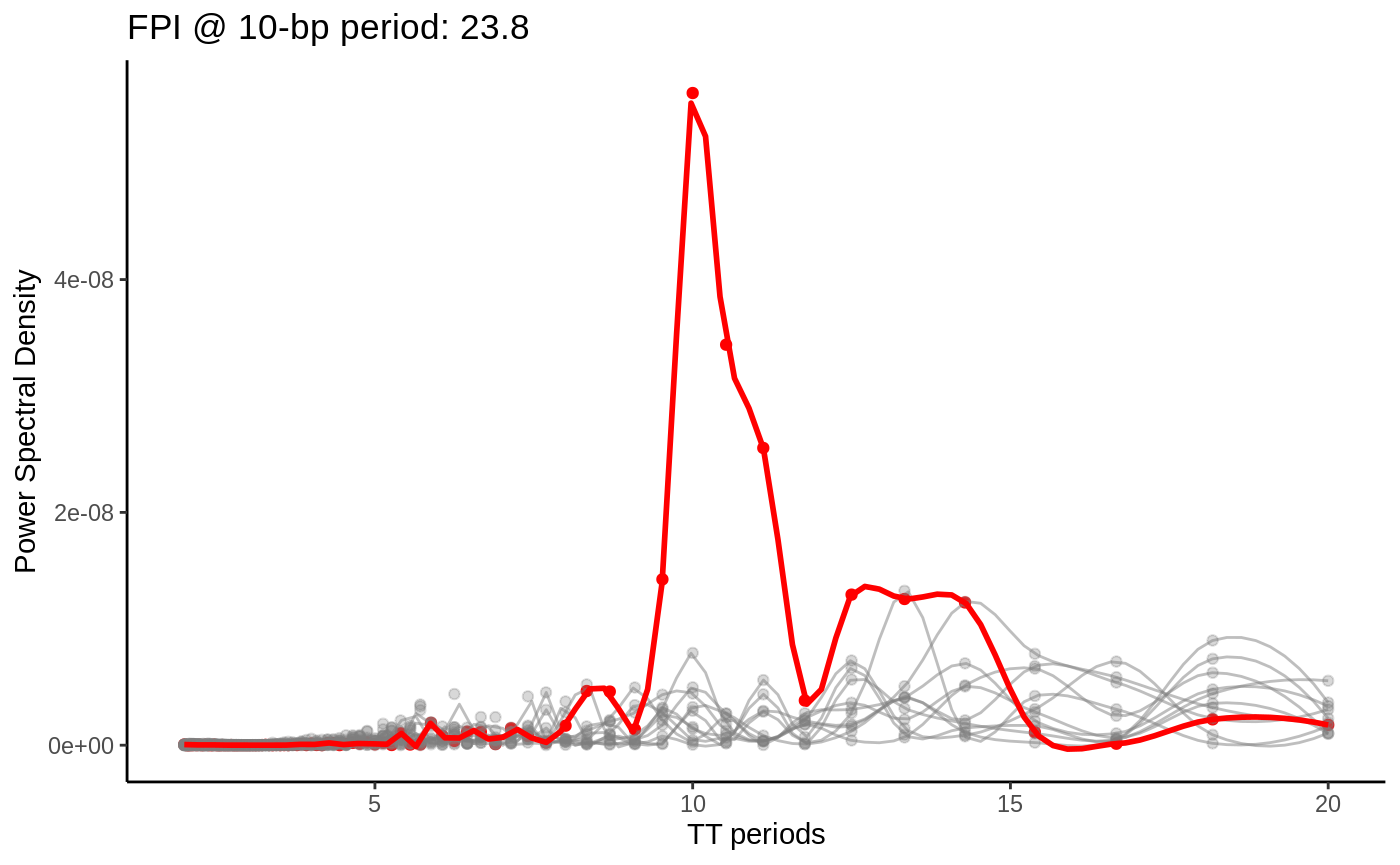 FPI @ 10-bp period: 23.8
Power Spectral Density
4e-08
2e-08
0e+00
5
10
15
20
TT periods